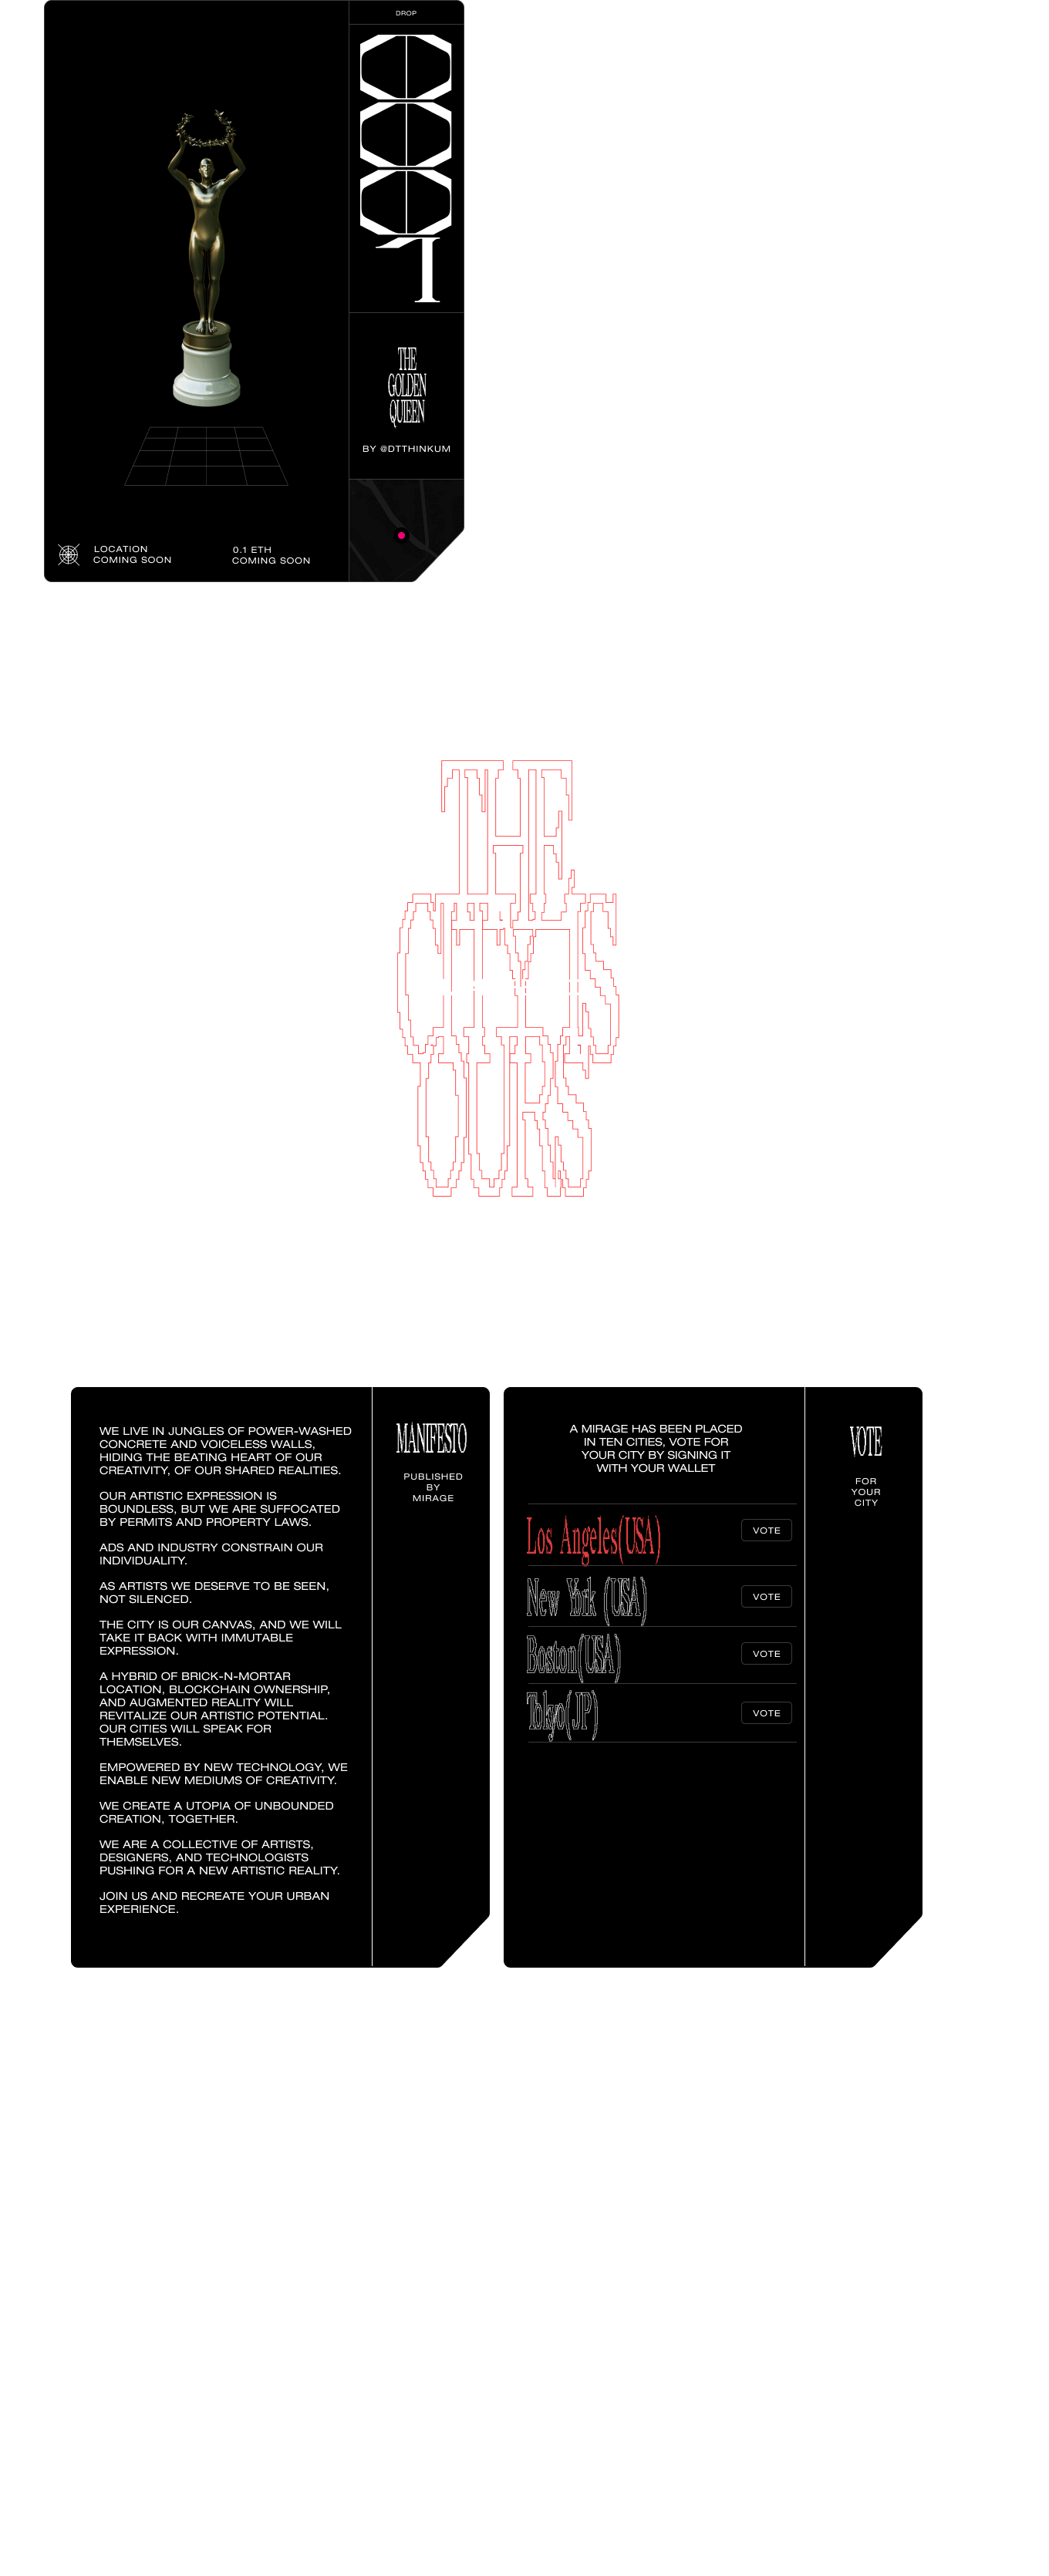 DROP
0001
THE
GOLDEN
QUEEN
BY @DTTHINKUM
LOCATION
COMING SOON
0.1 ETH
COMING SOON
THE
CITY IS
OURS
WE LIVE IN JUNGLES OF POWER-WASHED
CONCRETE AND VOICELESS WALLS,
HIDING THE BEATING HEART OF OUR
CREATIVITY, OF OUR SHARED REALITIES.
OUR ARTISTIC EXPRESSION IS
BOUNDLESS, BUT WE ARE SUFFOCATED
BY PERMITS AND PROPERTY LAWS.
ADS AND INDUSTRY CONSTRAIN OUR
INDIVIDUALITY.
AS ARTISTS WE DESERVE TO BE SEEN,
NOT SILENCED.
THE CITY IS OUR CANVAS, AND WE WILL
TAKE IT BACK WITH IMMUTABLE
EXPRESSION.
A HYBRID OF BRICK-N-MORTAR
LOCATION, BLOCKCHAIN OWNERSHIP,
AND AUGMENTED REALITY WILL
REVITALIZE OUR ARTISTIC POTENTIAL.
OUR CITIES WILL SPEAK FOR
THEMSELVES.
EMPOWERED BY NEW TECHNOLOGY, WE
ENABLE NEW MEDIUMS OF CREATIVITY.
WE CREATE A UTOPIA OF UNBOUNDED
CREATION, TOGETHER.
WE ARE A COLLECTIVE OF ARTISTS,
DESIGNERS, AND TECHNOLOGISTS
PUSHING FOR A NEW ARTISTIC REALITY.
JOIN US AND RECREATE YOUR URBAN
EXPERIENCE.
MANIFESTO
PUBLISHED
BY
MIRAGE
A MIRAGE HAS BEEN PLACED
IN TEN CITIES, VOTE FOR
YOUR CITY BY SIGNING IT
WITH YOUR WALLET
Los Angeles(USA)
VOTE
New York (USA)
VOTE
Boston(USA)
VOTE
Tokyo(JP)
VOTE
VOTE
FOR
YOUR
CITY